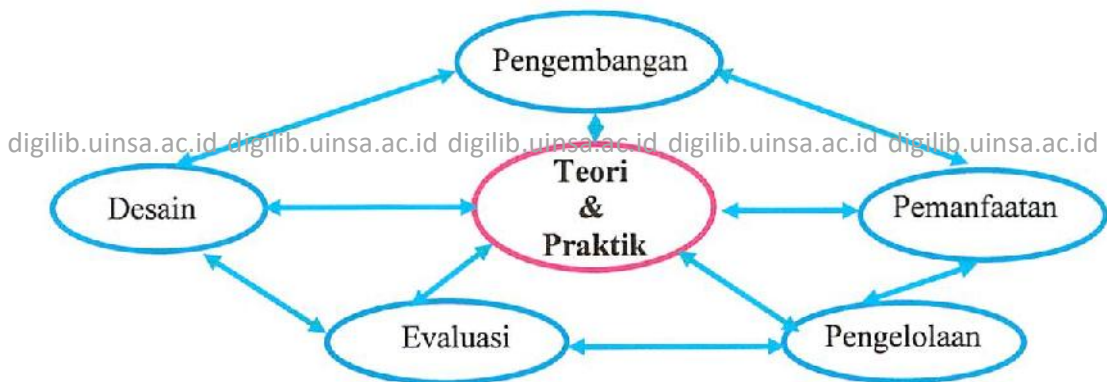 Pengembangan
digilib.uinsa.ac.id digilib.uinsa.ac.id digilib.uinsa.ac.id digilib.uinsa.ac.id digilib.uinsa.ac.id
Desain
Teori
&
Praktik
Pemanfaatan
Evaluasi
Pengelolaan